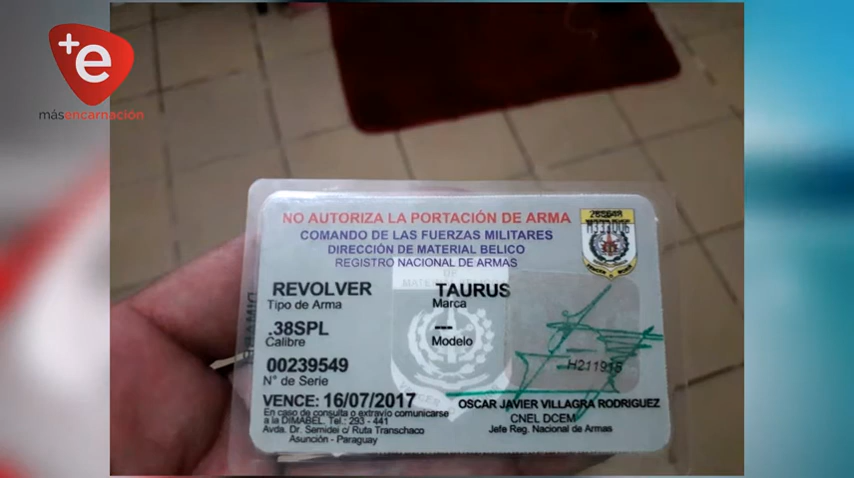 +e
másencarnación
NO AUTORIZA LA PORTACIÓN DE ARMA
COMANDO DE LAS FUERZAS MILITARES
DIRECCIÓN DE MATERIAL BELICO
REGISTRO NACIONAL DE ARMAS
REVOLVER TAURUS
Tipo de Arma Marca
.38SPL ---
Calibre Modelo
00239549 H211915
N° de Serie
VENCE: 16/07/2017 OSCAR JAVIER VILLAGRA RODRIGUEZ
En caso de consulta o extravio comunicarse CNEL DCEM
a la DIMABEL. Tel.: 293 - 441 Jefe Reg. Nacional de Armas
Avda. Dr. Semidei c/ Ruta Transchaco
Asunción - Paraguay